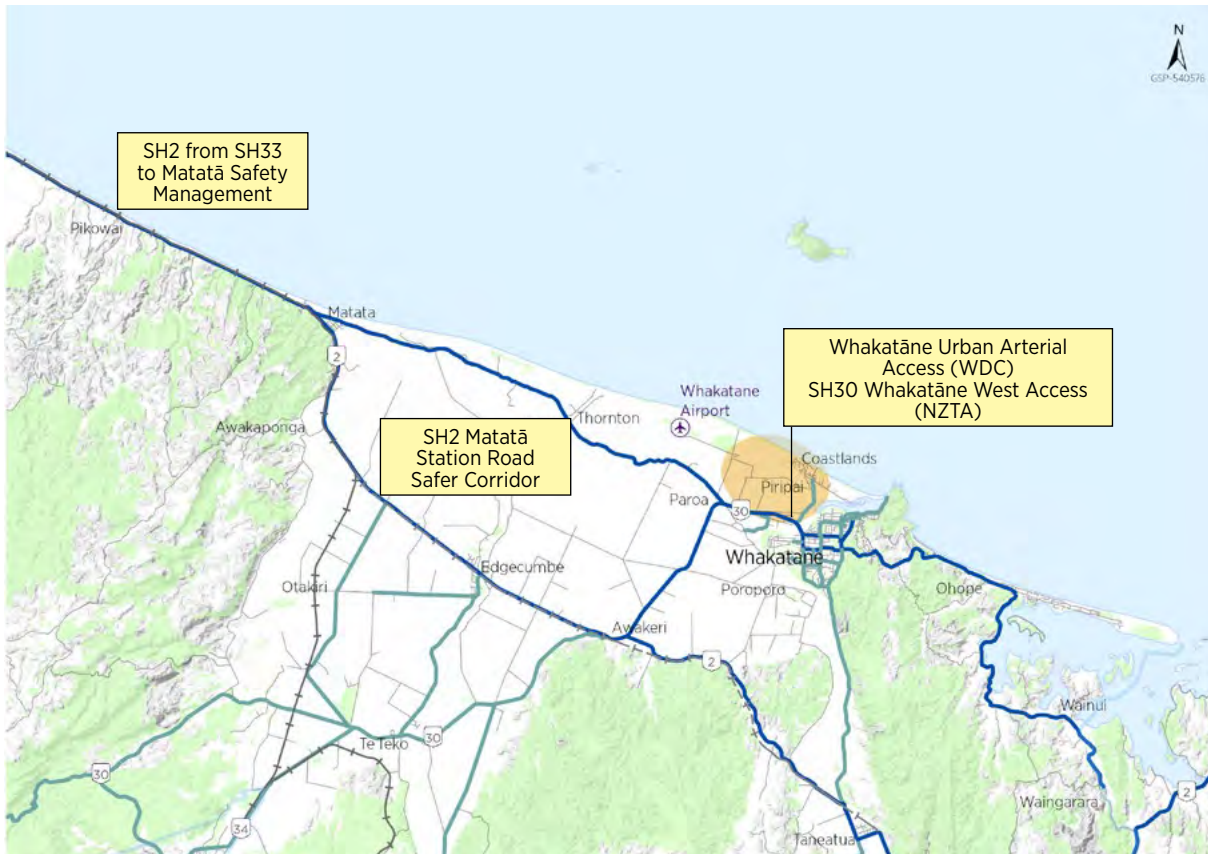 N
GSP-540576
SH2 from SH33
to Matatā Safety
Management
Pikowai
Matata
2
Whakatāne Urban Arterial
Access (WDC)
SH30 Whakatāne West Access
(NZTA)
Whakatane
Airport
Thornton
Awakaponga
SH2 Matatā
Station Road
Safer Corridor
Coastlands
Piripai
Paroa
30
Whakatane
Edgecumbe
Otakiri
Poroporo
Ohope
Awakeri
2
Wainui
Te Teko
30
30
Waingarara
2
34
Taneatua